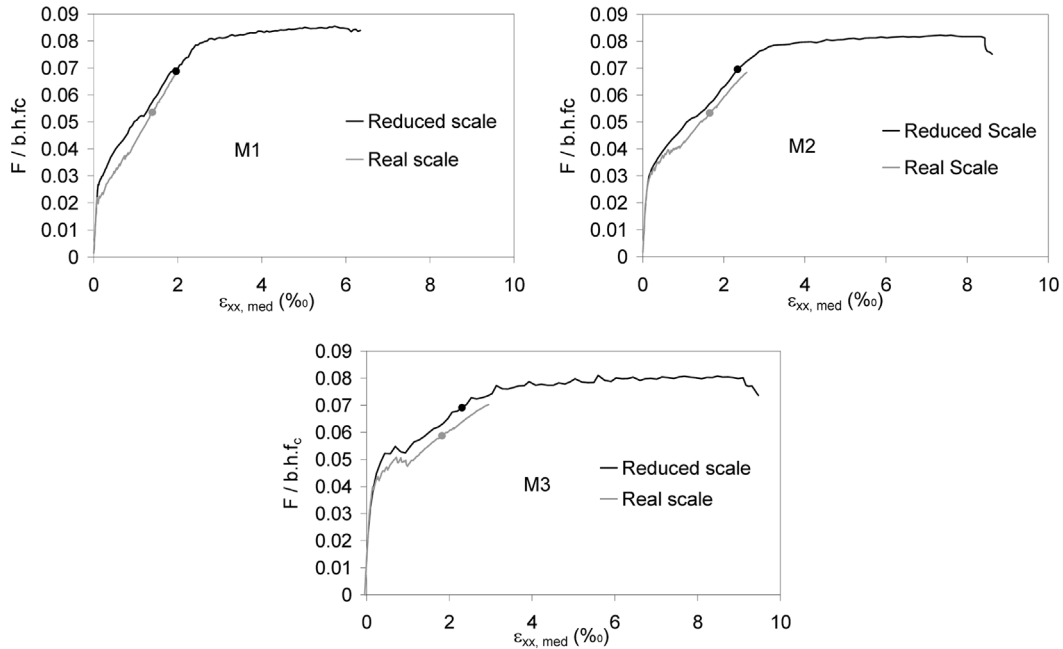 0.09
0.08
0.07
0.06
0.05
0.04
0.03
0.02
0.01
0
F / b.h.fc
0 2 4 6 8 10
εxx, med (‰)
M1
Reduced scale
Real scale
0.09
0.08
0.07
0.06
0.05
0.04
0.03
0.02
0.01
0
F / b.h.fc
0 2 4 6 8 10
εxx, med (‰)
M2
Reduced Scale
Real Scale
0.09
0.08
0.07
0.06
0.05
0.04
0.03
0.02
0.01
0
F / b.h.fc
0 2 4 6 8 10
εxx, med (‰)
M3
Reduced scale
Real scale